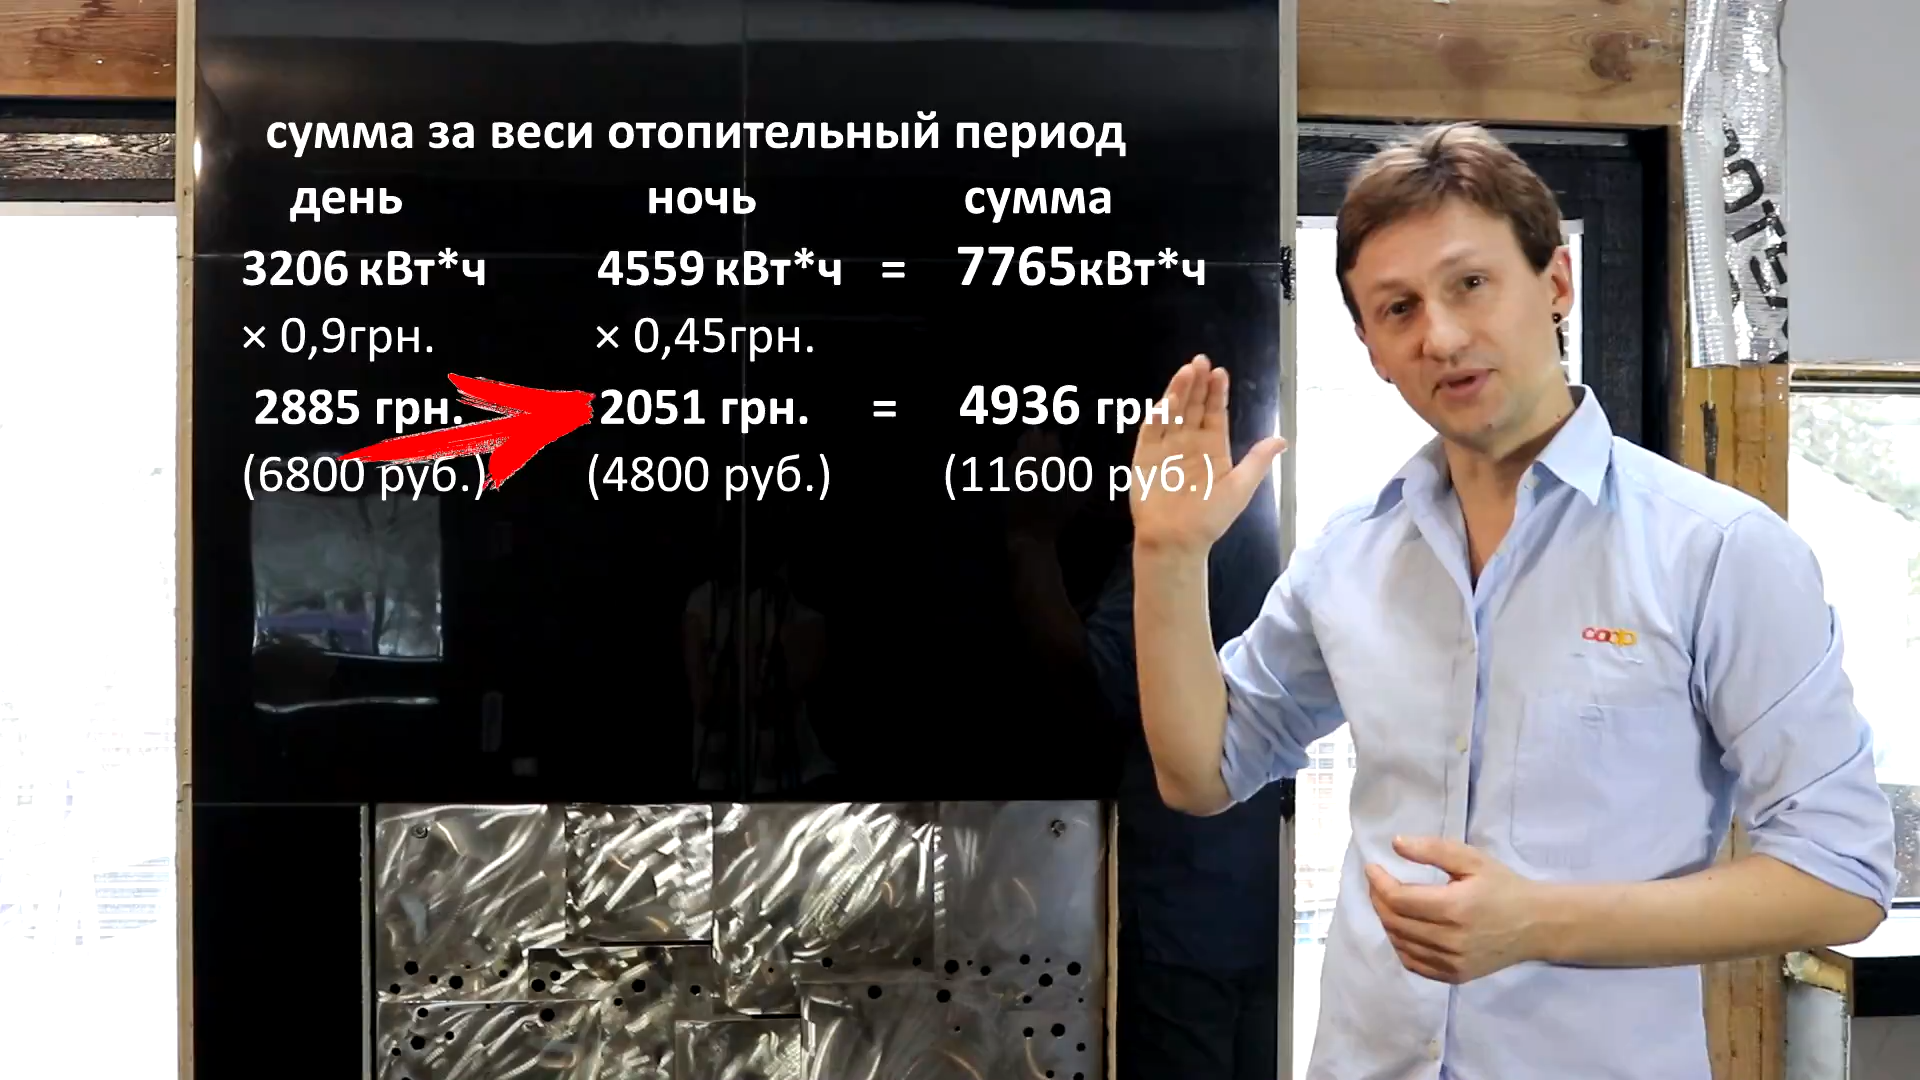 сумма за веси отопительный период
день ночь сумма
3206 кВт*ч 4559 кВт*ч = 7765кВт*ч
× 0,9грн. × 0,45грн.
2885 грн. 2051 грн. = 4936 грн.
(6800 руб.) (4800 руб.) (11600 руб.)
coop